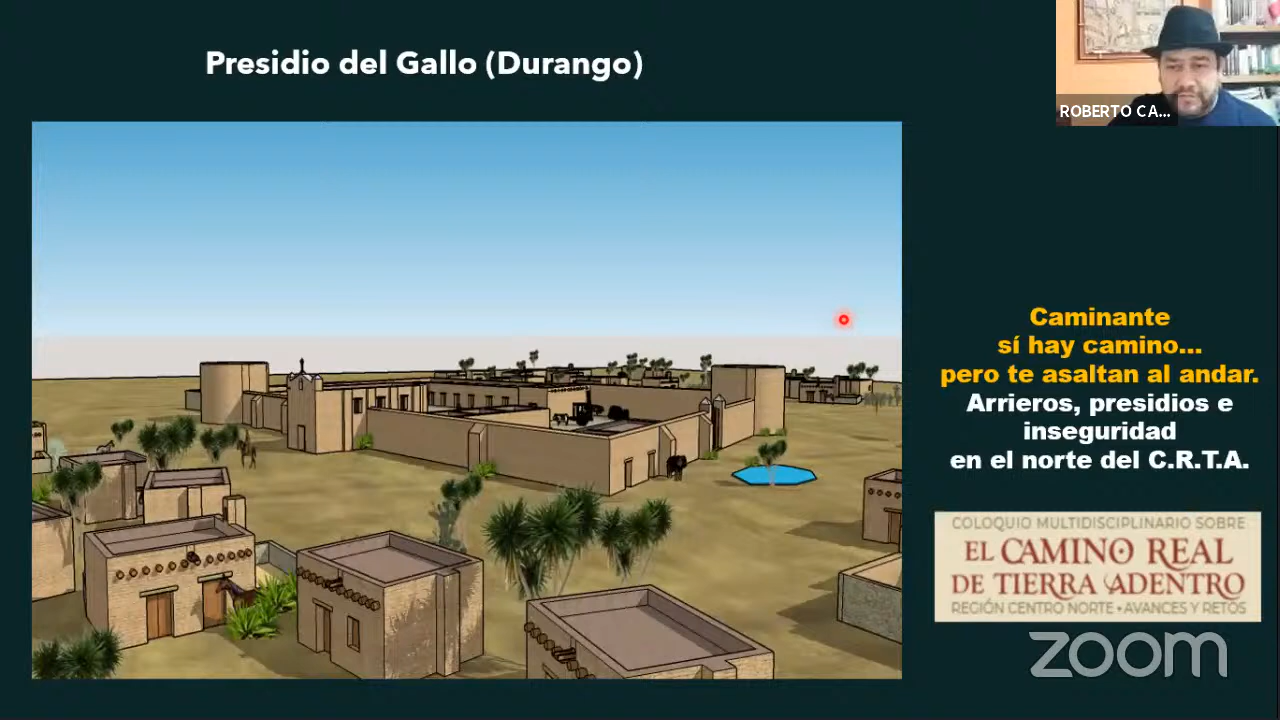 Presidio del Gallo (Durango)
ROBERTO CA...
Caminante
sí hay camino...
pero te asaltan al andar.
Arrieros, presidios e
inseguridad
en el norte del C.R.T.A.
COLOQUIO MULTIDISCIPLINARIO SOBRE
EL CAMINO REAL
DE TIERRA ADENTRO
REGIÓN CENTRO NORTE • AVANCES Y RETOS
zoom